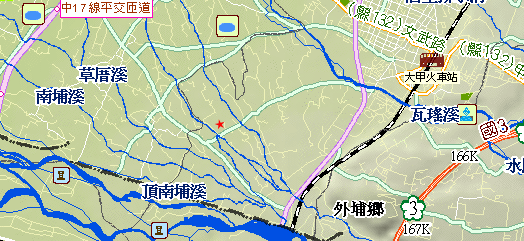 中17線平交匝道
(縣132)文武路
(縣132)
草厝溪
南埔溪
大甲火車站
瓦瑤溪
國3
166K
水
頂南埔溪
外埔鄉
3
167K